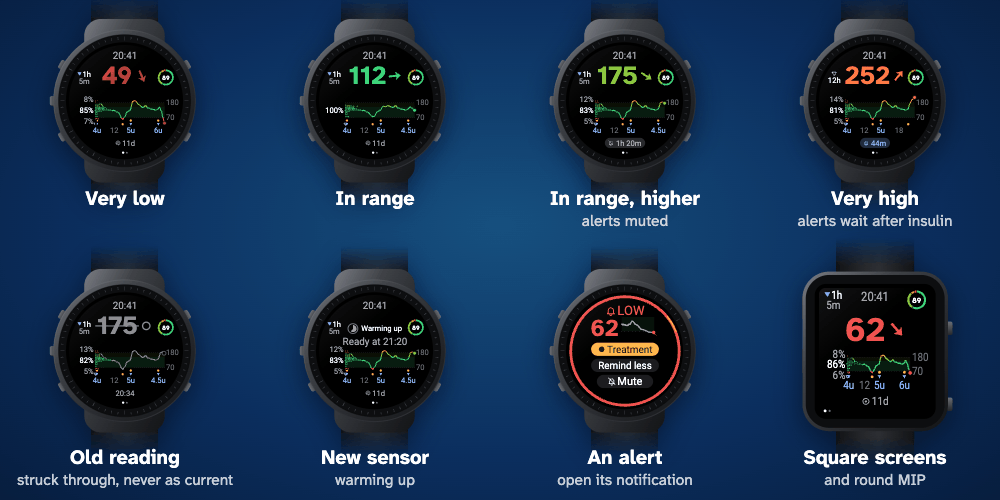 20:41
▼1h
5m
49
89
8%
85%
7%
180
70
4u 12 5u 6u
11d
20:41
▼1h
5m
112
89
100%
180
70
4u 12 5u 4.5u
11d
20:41
▼1h
5m
175
89
13%
83%
5%
180
70
4u 12 5u 4.5u
1h 20m
20:41
12h
252
89
14%
81%
5%
180
70
4u 12 5u 18
44m
Very low
In range
In range, higher
Very high
alerts muted
alerts wait after insulin
20:41
▼1h
5m
175
89
13%
82%
5%
180
70
4u 12 5u 4.5u
20:34
20:41
▼1h
5m
Warming up
89
Ready at 21:20
12%
83%
5%
180
70
4u 12 5u 4.5u
11d
LOW
62
Treatment
Remind less
Mute
▼1h
5m
20:41
89
62
8%
86%
6%
180
70
4u 12 5u 6u
11d
Old reading
New sensor
An alert
Square screens
struck through, never as current
warming up
open its notification
and round MIP